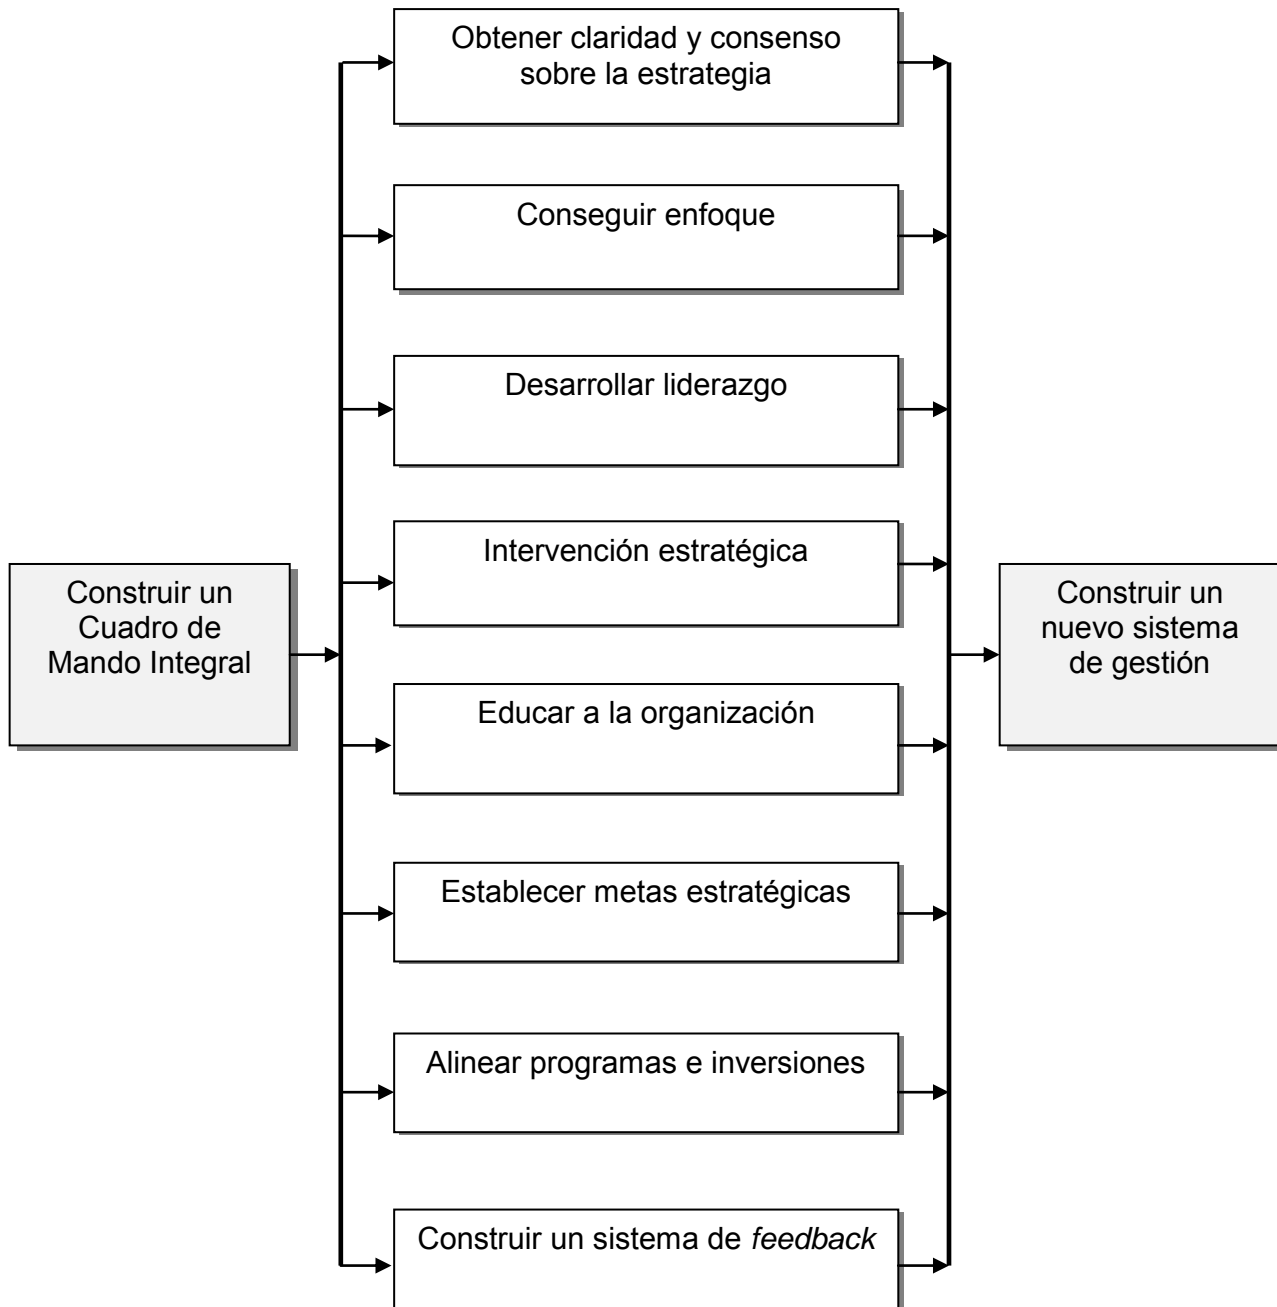 Obtener claridad y consenso
sobre la estrategia
Conseguir enfoque
Desarrollar liderazgo
Intervención estratégica
Construir un
Cuadro de
Mando Integral
Construir un
nuevo sistema
de gestión
Educar a la organización
Establecer metas estratégicas
Alinear programas e inversiones
Construir un sistema de feedback